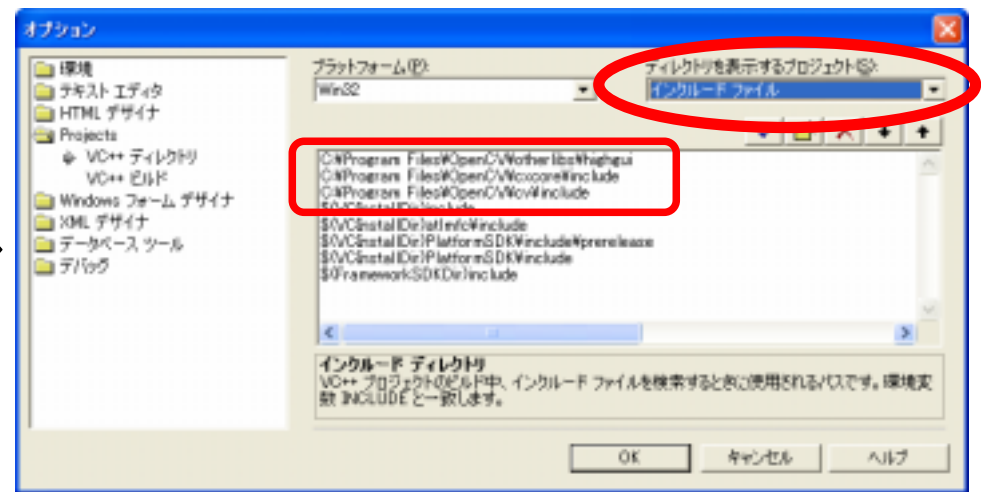 オプション
環境
テキスト エディタ
HTML デザイナ
Projects
VC++ ディレクトリ
VC++ ビルド
Windows フォーム デザイナ
XML デザイナ
データベース ツール
デバッグ
プラットフォーム(P):
Win32
ディレクトリを表示するプロジェクト(S):
インクルード ファイル
C:¥Program Files¥OpenCV¥otherlibs¥highgui
C:¥Program Files¥OpenCV¥cxcore¥include
C:¥Program Files¥OpenCV¥cv¥include
$(VCInstallDir)include
$(VCInstallDir)atlmfc¥include
$(VCInstallDir)PlatformSDK¥include¥prerelease
$(VCInstallDir)PlatformSDK¥include
$(FrameworkSDKDir)include
インクルード ディレクトリ
VC++ プロジェクトのビルド中、インクルード ファイルを検索するときに使用されるパスです。環境変
数 INCLUDE と一致します。
OK
キャンセル
ヘルプ